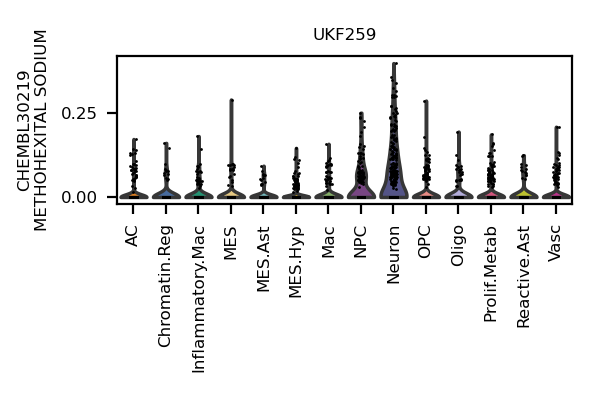 UKF259
CHEMBL30219
METHOHEXITAL SODIUM
0.25
0.00
AC
Chromatin.Reg
Inflammatory.Mac
MES
MES.Ast
MES.Hyp
Mac
NPC
Neuron
OPC
Oligo
Prolif.Metab
Reactive.Ast
Vasc